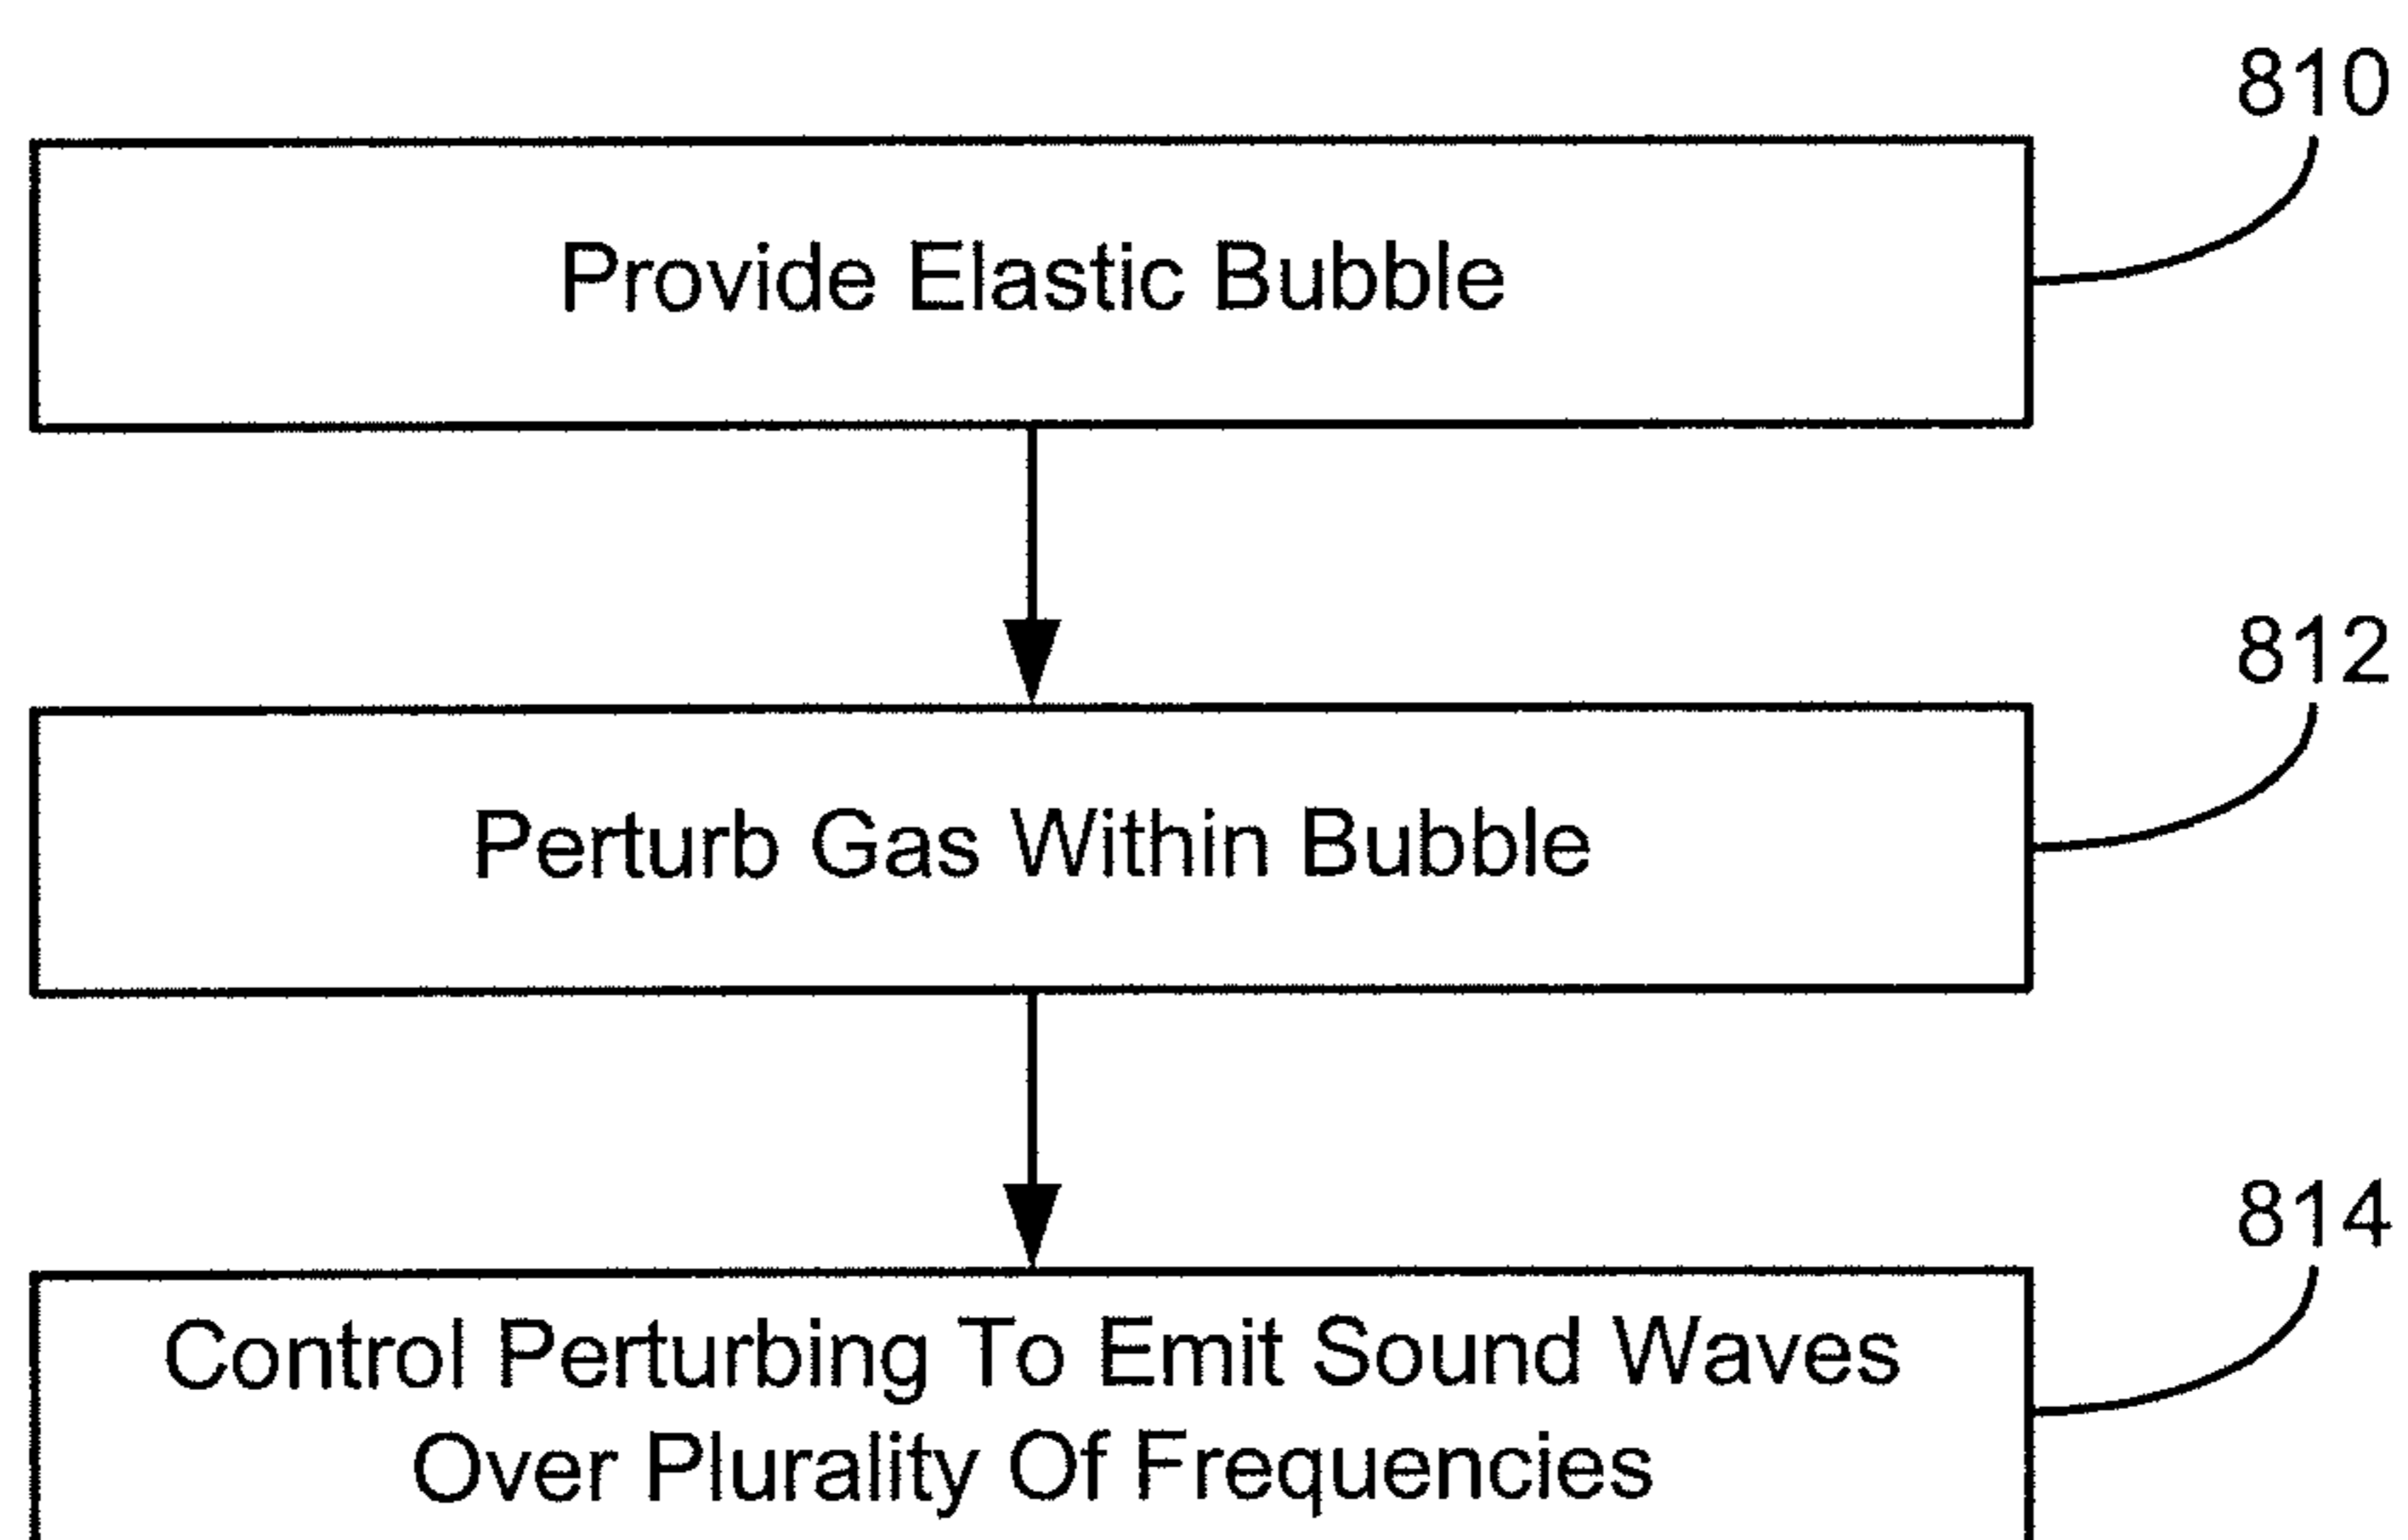 810
Provide Elastic Bubble
812
Perturb Gas Within Bubble
814
Control Perturbing To Emit Sound Waves
Over Plurality Of Frequencies